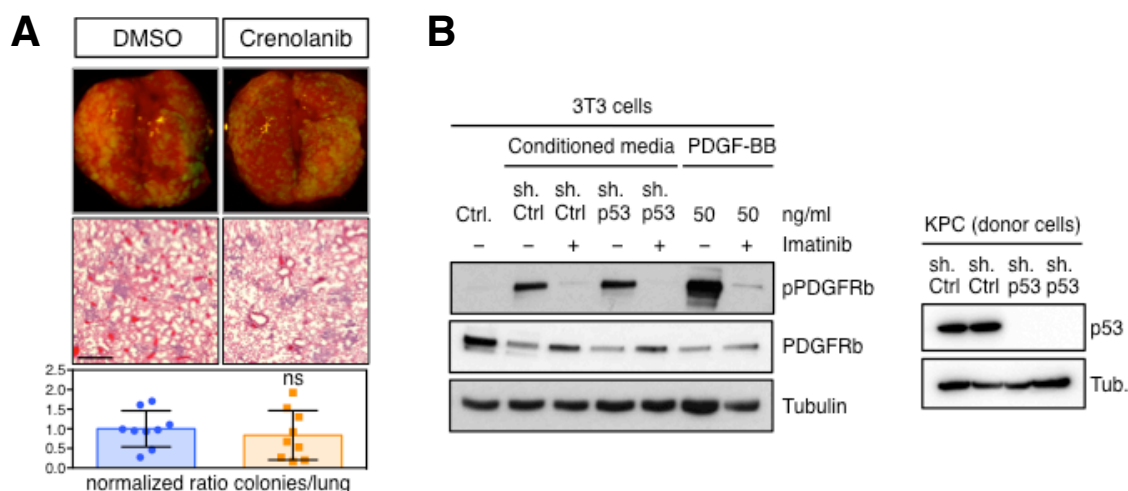 A
DMSO Crenolanib
2.5
2.0
1.5
1.0
0.5
0.0
ns
normalized ratio colonies/lung
B
3T3 cells
Conditioned media PDGF-BB
Ctrl. sh. Ctrl sh. Ctrl sh. p53 sh. p53 50 50 ng/ml
– – + – + – + Imatinib
pPDGFRb
PDGFRb
Tubulin
KPC (donor cells)
sh. sh. sh. sh.
Ctrl Ctrl p53 p53
p53
Tub.